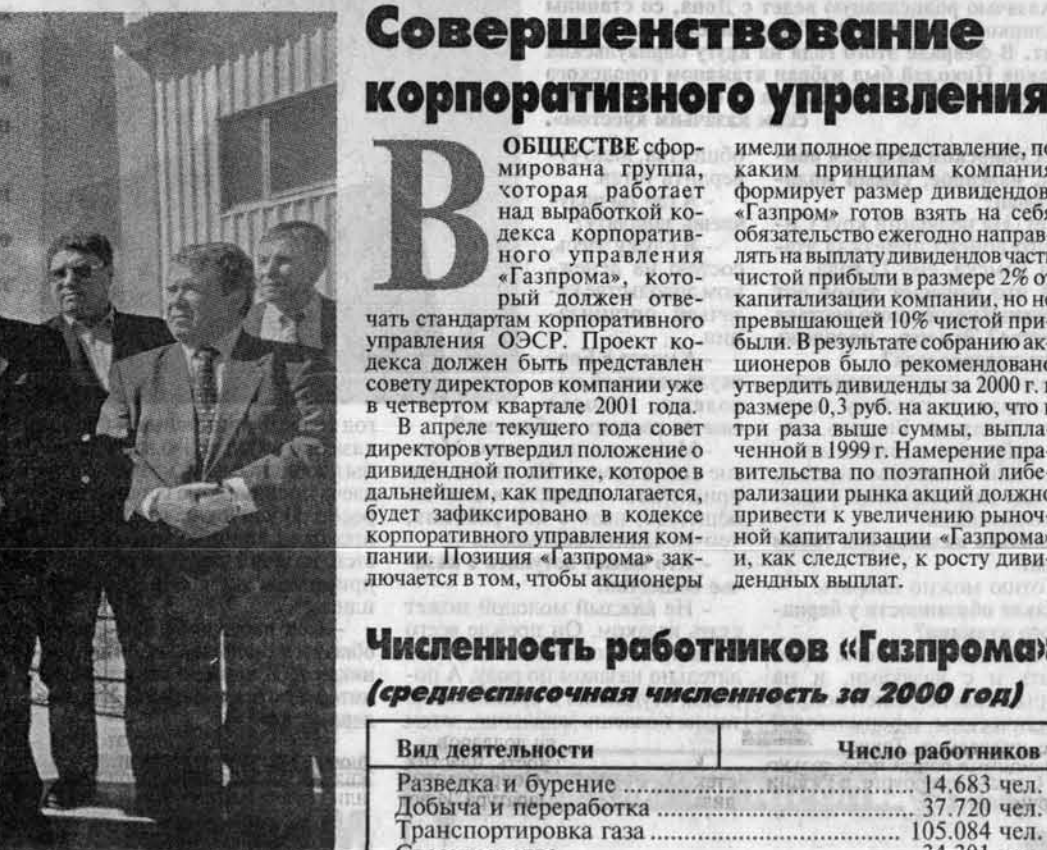 Совершенствование
корпоративного управления
В ОБЩЕСТВЕ сфор-
мирована группа,
которая работает
над выработкой ко-
декса корпоратив-
ного управления
«Газпрома», кото-
рый должен отве-
чать стандартам корпоративного
управления ОЭСР. Проект ко-
декса должен быть представлен
совету директоров компании уже
в четвертом квартале 2001 года.
В апреле текущего года совет
директоров утвердил положение о
дивидендной политике, которое в
дальнейшем, как предполагается,
будет зафиксировано в кодексе
корпоративного управления ком-
пании. Позиция «Газпрома» зак-
лючается в том, чтобы акционеры
имели полное представление, по
каким принципам компания
формирует размер дивидендов.
«Газпром» готов взять на себя
обязательство ежегодно направ-
лять на выплату дивидендов часть
чистой прибыли в размере 2% от
капитализации компании, но не
превышающей 10% чистой при-
были. В результате собранию ак-
ционеров было рекомендовано
утвердить дивиденды за 2000 г. в
размере 0,3 руб. на акцию, что в
три раза выше суммы, выпла-
ченной в 1999 г. Намерение пра-
вительства по поэтапной либе-
рализации рынка акций должно
привести к увеличению рыноч-
ной капитализации «Газпрома»
и, как следствие, к росту диви-
дендных выплат.
Численность работников «Газпрома»
(среднесписочная численность за 2000 год)
Вид деятельности Число работников
Разведка и бурение ........ 14.683 чел.
Добыча и переработка ........ 37.720 чел.
Транспортировка газа ........ 105.084 чел.